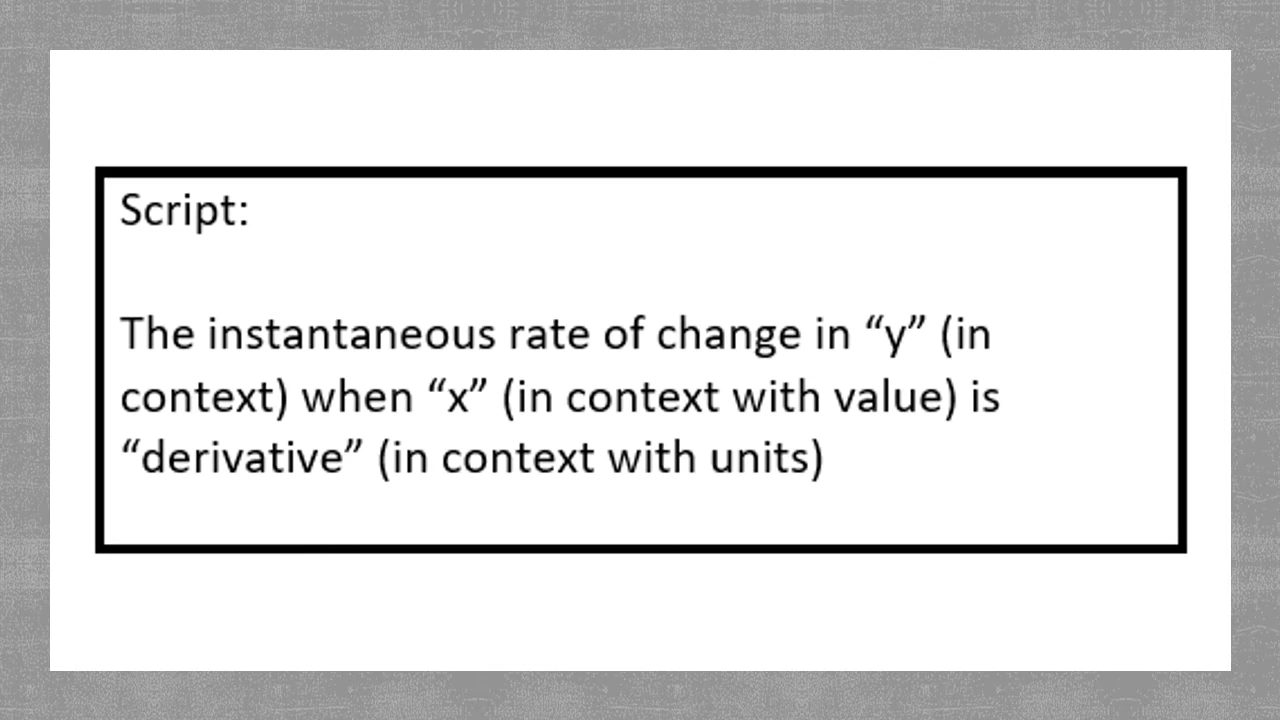 Script:
The instantaneous rate of change in “y” (in
context) when “x” (in context with value) is
“derivative” (in context with units)